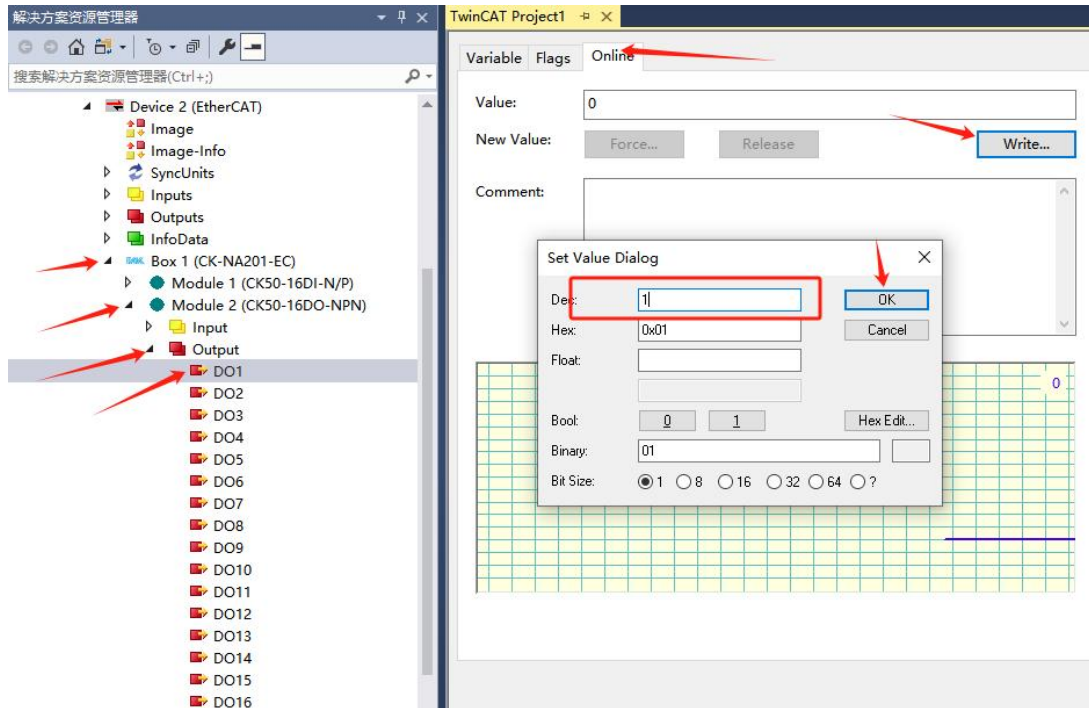 解决方案资源管理器
搜索解决方案资源管理器(Ctrl+;)
Device 2 (EtherCAT)
Image
Image-Info
SyncUnits
Inputs
Outputs
InfoData
Box 1 (CK-NA201-EC)
Module 1 (CK50-16DI-N/P)
Module 2 (CK50-16DO-NPN)
Input
Output
DO1
DO2
DO3
DO4
DO5
DO6
DO7
DO8
DO9
DO10
DO11
DO12
DO13
DO14
DO15
DO16
TwinCAT Project1
Variable Flags Online
Value: 0
New Value: Force... Release Write...
Comment:
Set Value Dialog
Dec: 1 OK
Hex: 0x01 Cancel
Float:
Bool: 0 1 Hex Edit...
Binary: 01
Bit Size: 1 8 16 32 64 ?
0